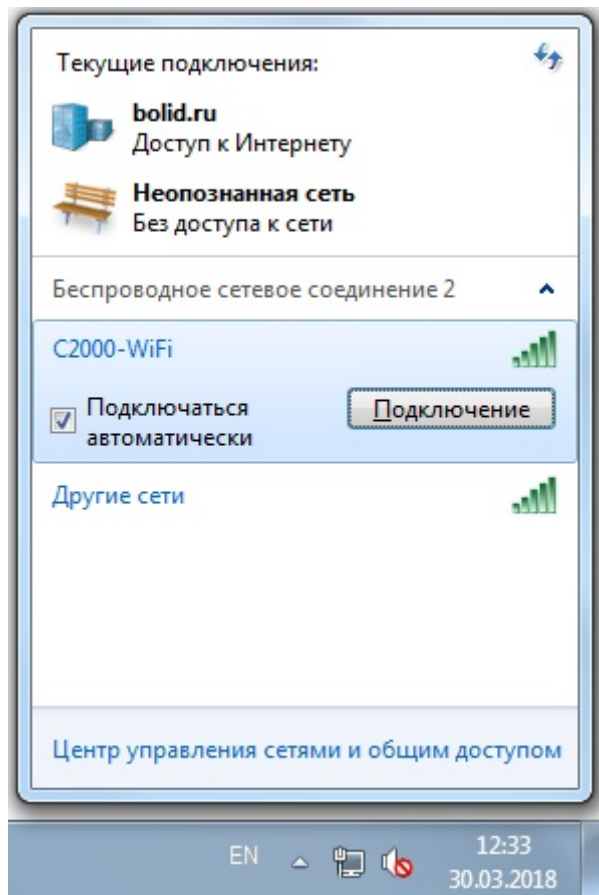 Текущие подключения:
bolid.ru
Доступ к Интернету
Неопознанная сеть
Без доступа к сети
Беспроводное сетевое соединение 2
C2000-WiFi
Подключаться
автоматически
Подключение
Другие сети
Центр управления сетями и общим доступом
EN
12:33
30.03.2018